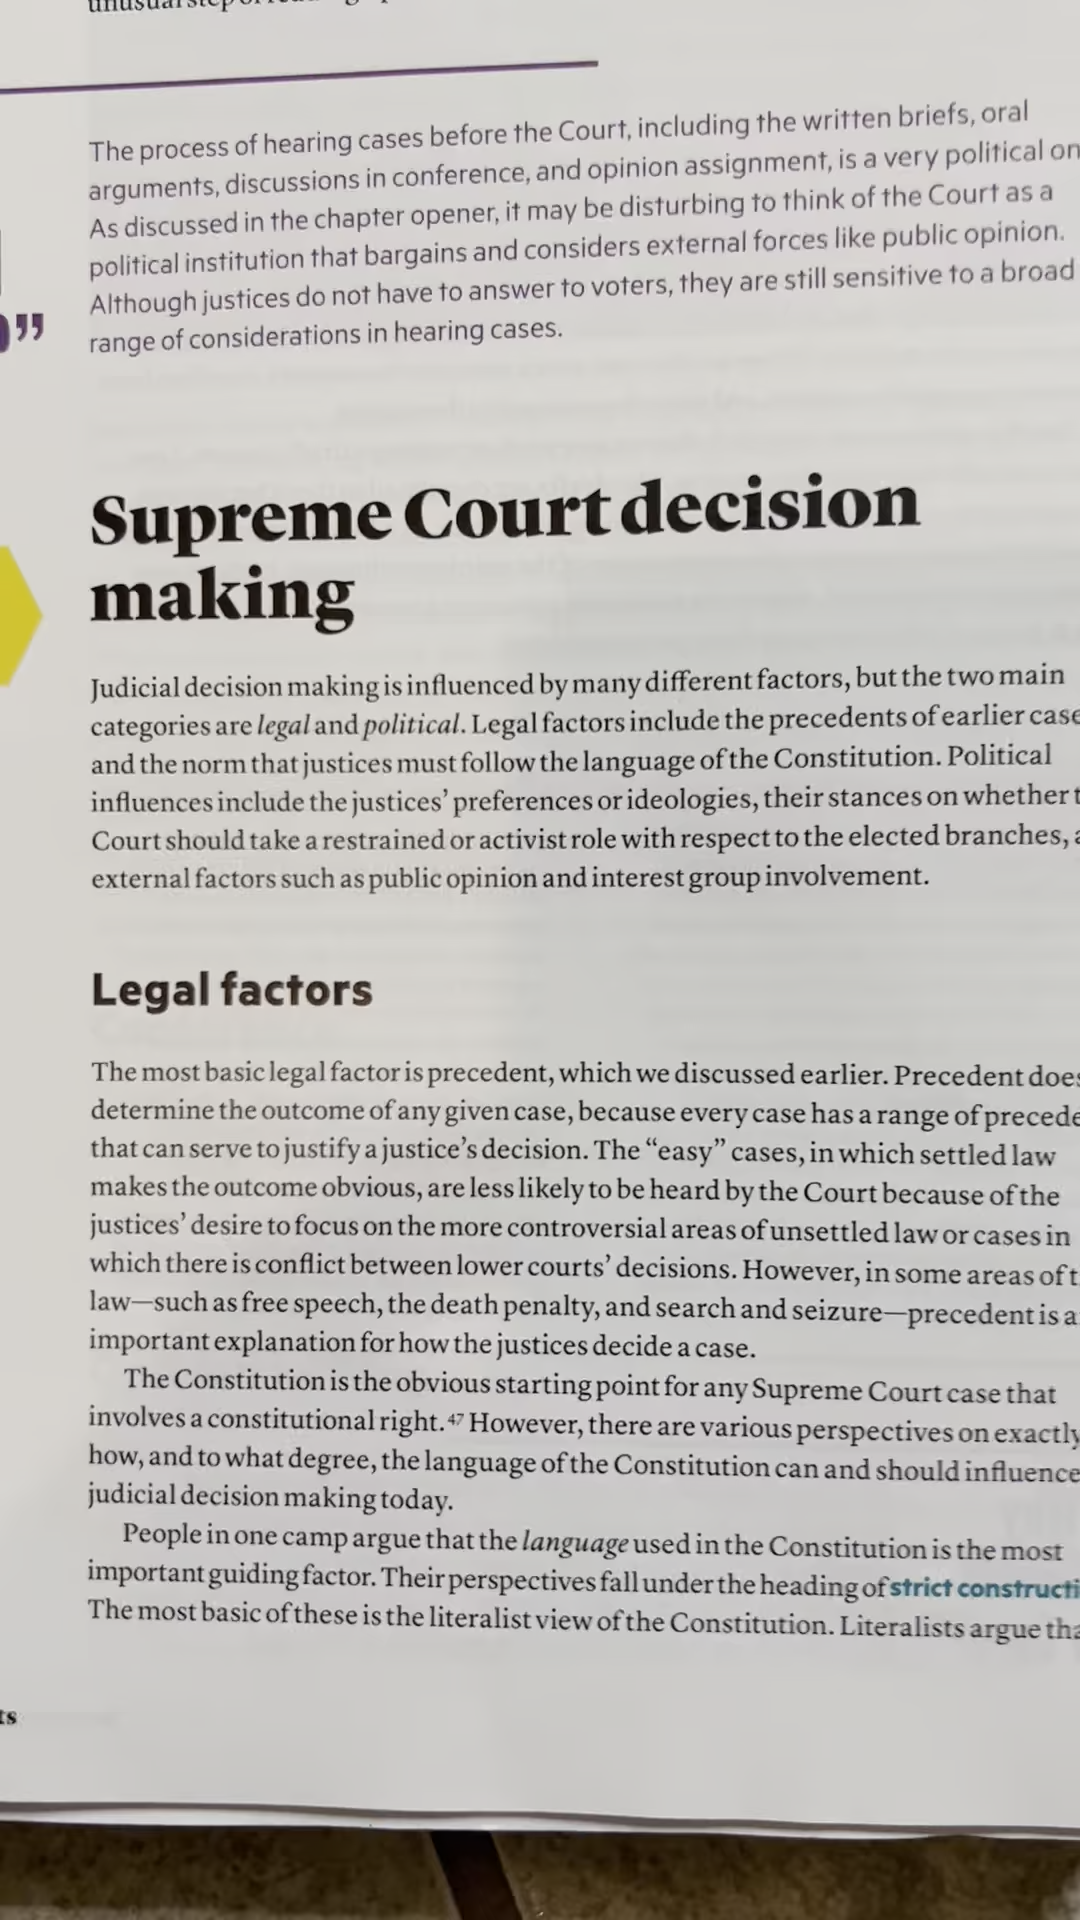 The process of hearing cases before the Court, including the written briefs, oral
arguments, discussions in conference, and opinion assignment, is a very political on
As discussed in the chapter opener, it may be disturbing to think of the Court as a
political institution that bargains and considers external forces like public opinion.
Although justices do not have to answer to voters, they are still sensitive to a broad
range of considerations in hearing cases.
”
Supreme Court decision
making
Judicial decision making is influenced by many different factors, but the two main
categories are legal and political. Legal factors include the precedents of earlier case
and the norm that justices must follow the language of the Constitution. Political
influences include the justices’ preferences or ideologies, their stances on whether t
Court should take a restrained or activist role with respect to the elected branches, a
external factors such as public opinion and interest group involvement.
Legal factors
The most basic legal factor is precedent, which we discussed earlier. Precedent does
determine the outcome of any given case, because every case has a range of precede
that can serve to justify a justice’s decision. The “easy” cases, in which settled law
makes the outcome obvious, are less likely to be heard by the Court because of the
justices’ desire to focus on the more controversial areas of unsettled law or cases in
which there is conflict between lower courts’ decisions. However, in some areas of t
law—such as free speech, the death penalty, and search and seizure—precedent is a
important explanation for how the justices decide a case.
The Constitution is the obvious starting point for any Supreme Court case that
involves a constitutional right.47 However, there are various perspectives on exactly
how, and to what degree, the language of the Constitution can and should influence
judicial decision making today.
People in one camp argue that the language used in the Constitution is the most
important guiding factor. Their perspectives fall under the heading of strict constructi
The most basic of these is the literalist view of the Constitution. Literalists argue tha
ts